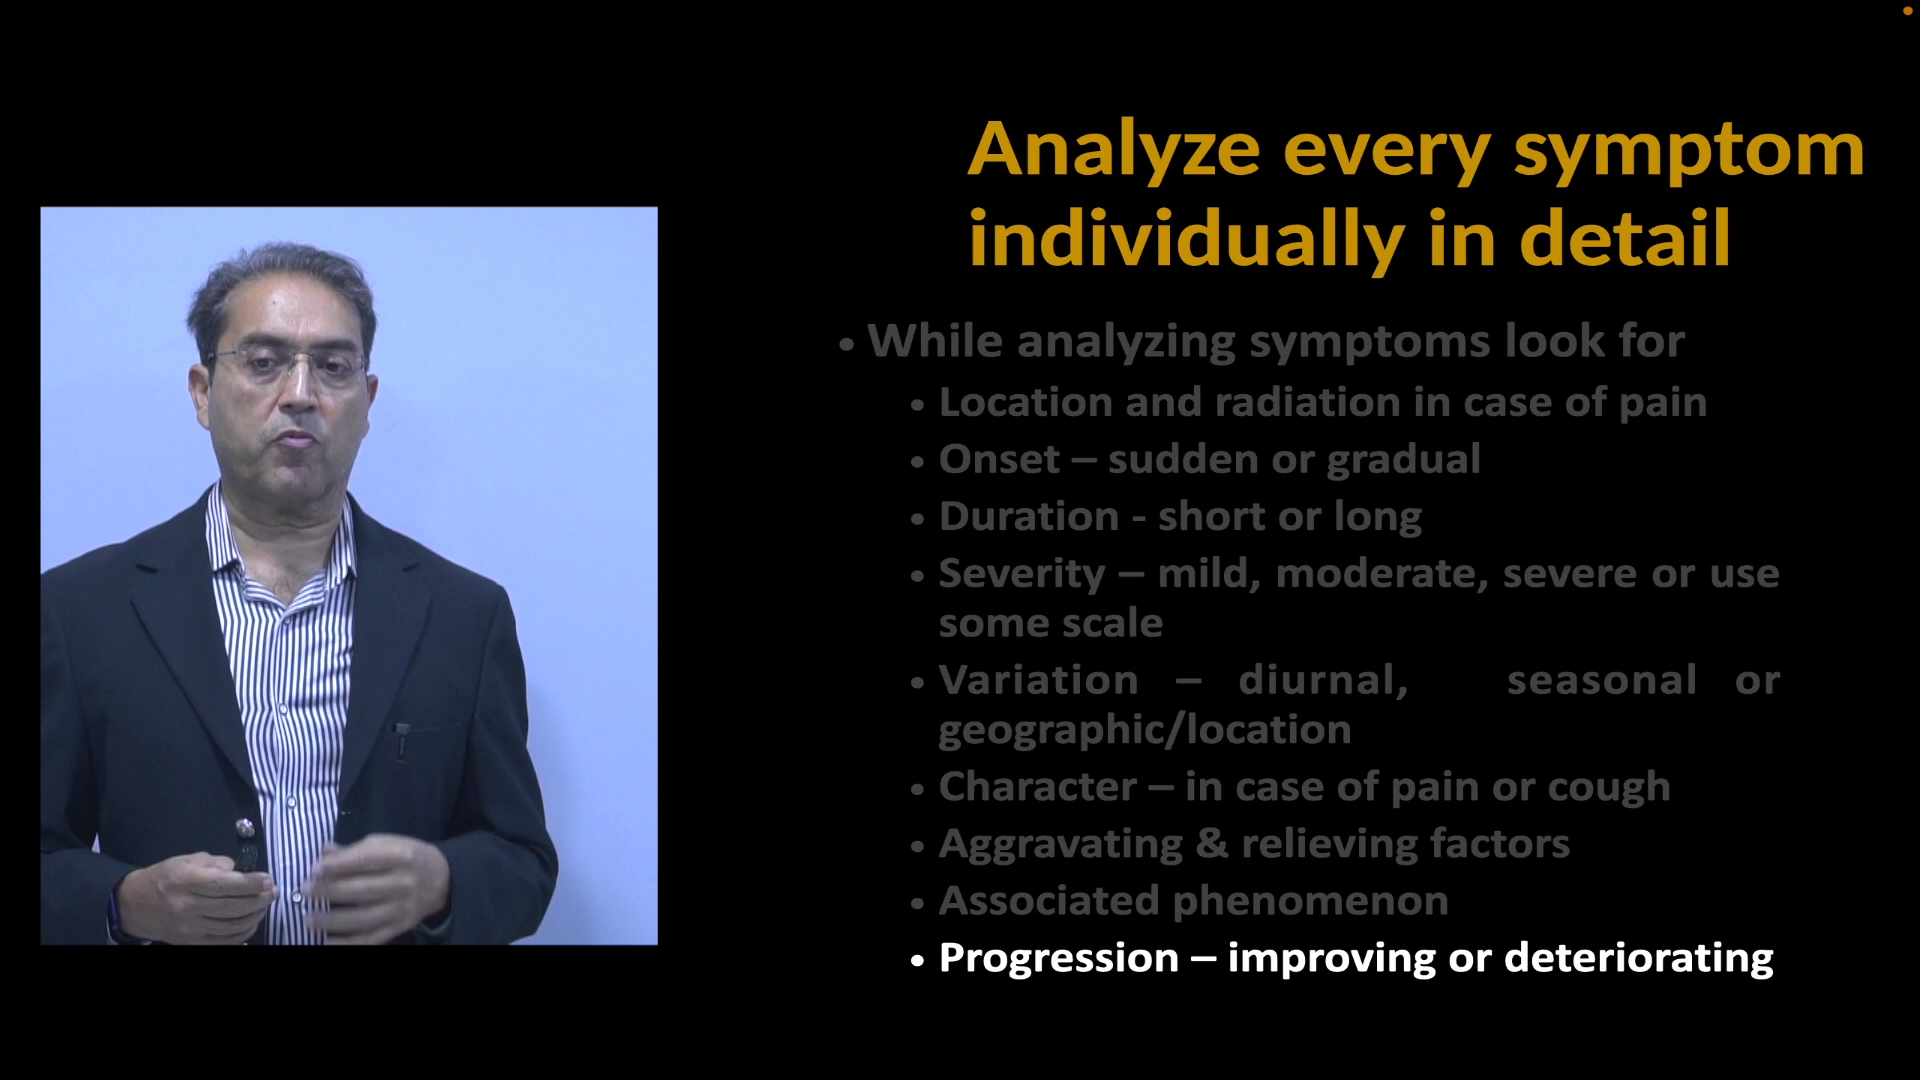 Analyze every symptom
individually in detail
• While analyzing symptoms look for
• Location and radiation in case of pain
• Onset – sudden or gradual
• Duration - short or long
• Severity – mild, moderate, severe or use
some scale
• Variation – diurnal, seasonal or
geographic/location
• Character – in case of pain or cough
• Aggravating & relieving factors
• Associated phenomenon
• Progression – improving or deteriorating